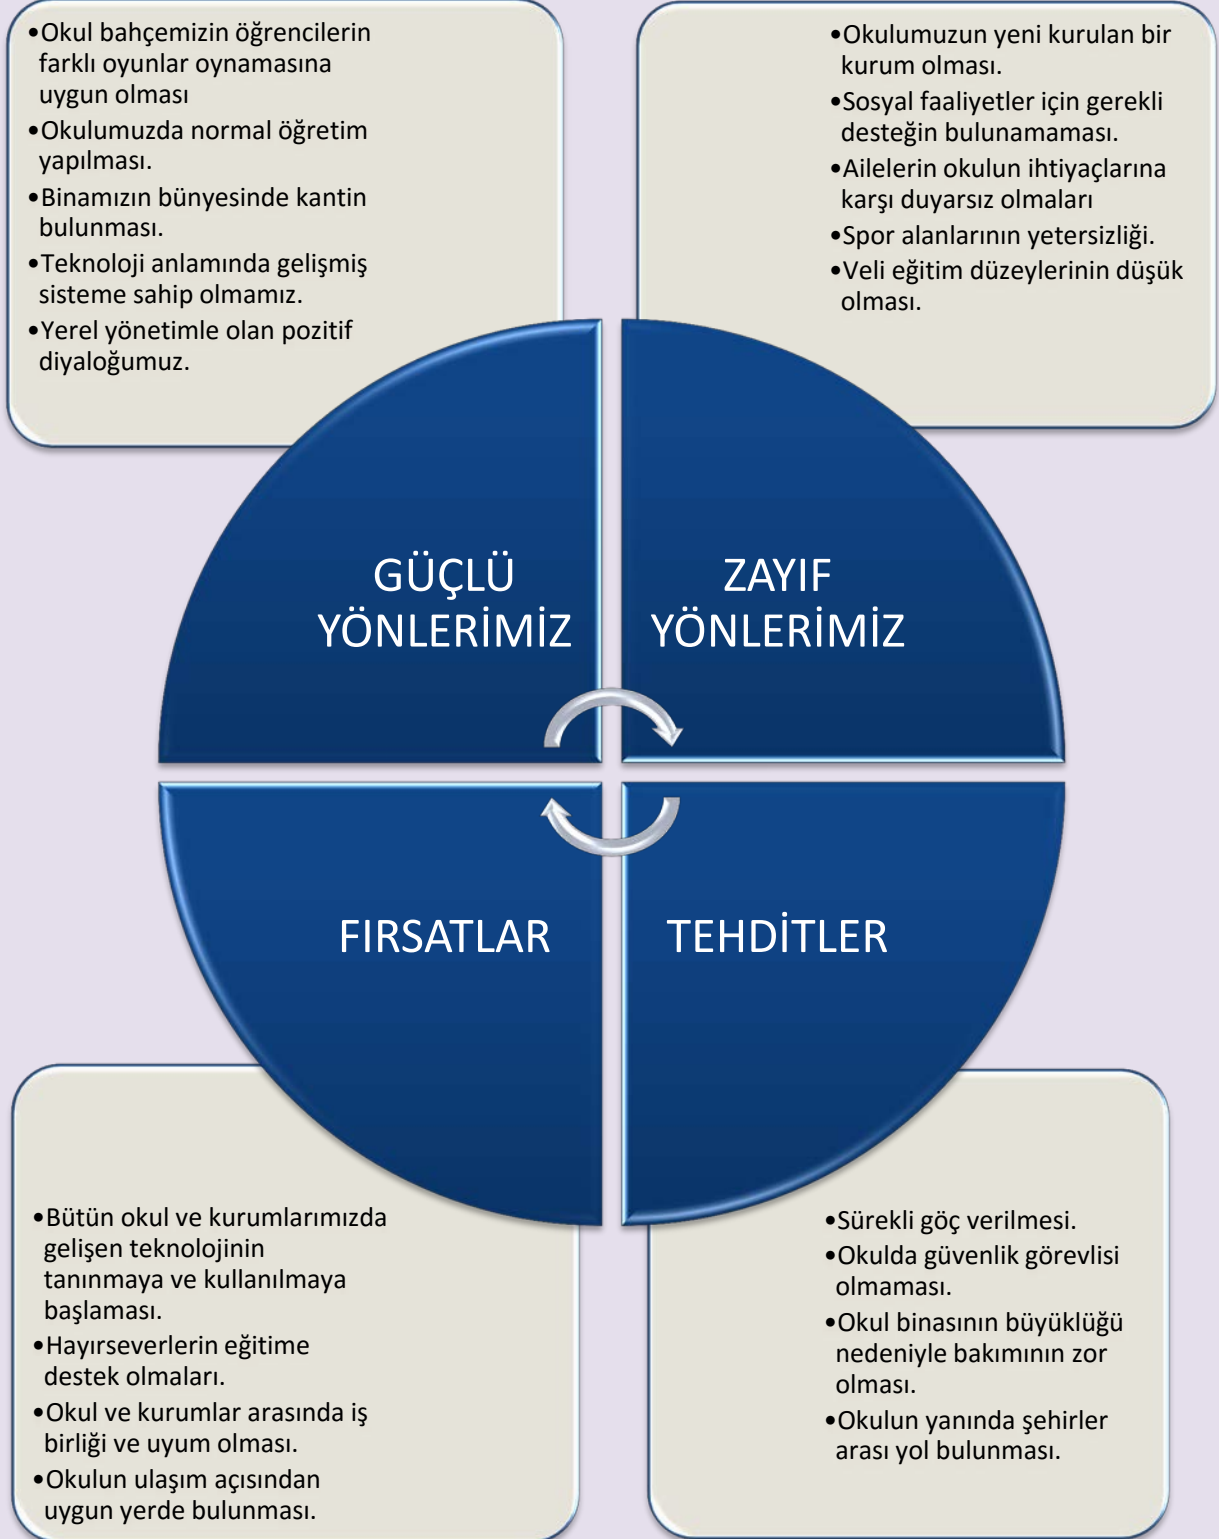 •Okul bahçemizin öğrencilerin
farklı oyunlar oynamasına
uygun olması
•Okulumuzda normal öğretim
yapılması.
•Binamızın bünyesinde kantin
bulunması.
•Teknoloji anlamında gelişmiş
sisteme sahip olmamız.
•Yerel yönetimle olan pozitif
diyaloğumuz.
•Okulumuzun yeni kurulan bir
kurum olması.
•Sosyal faaliyetler için gerekli
desteğin bulunamaması.
•Ailelerin okulun ihtiyaçlarına
karşı duyarsız olmaları
•Spor alanlarının yetersizliği.
•Veli eğitim düzeylerinin düşük
olması.
GÜÇLÜ
YÖNLERİMİZ
ZAYIF
YÖNLERİMİZ
FIRSATLAR
TEHDİTLER
•Bütün okul ve kurumlarımızda
gelişen teknolojinin
tanınmaya ve kullanılmaya
başlaması.
•Hayırseverlerin eğitime
destek olmaları.
•Okul ve kurumlar arasında iş
birliği ve uyum olması.
•Okulun ulaşım açısından
uygun yerde bulunması.
•Sürekli göç verilmesi.
•Okulda güvenlik görevlisi
olmaması.
•Okul binasının büyüklüğü
nedeniyle bakımının zor
olması.
•Okulun yanında şehirler
arası yol bulunması.